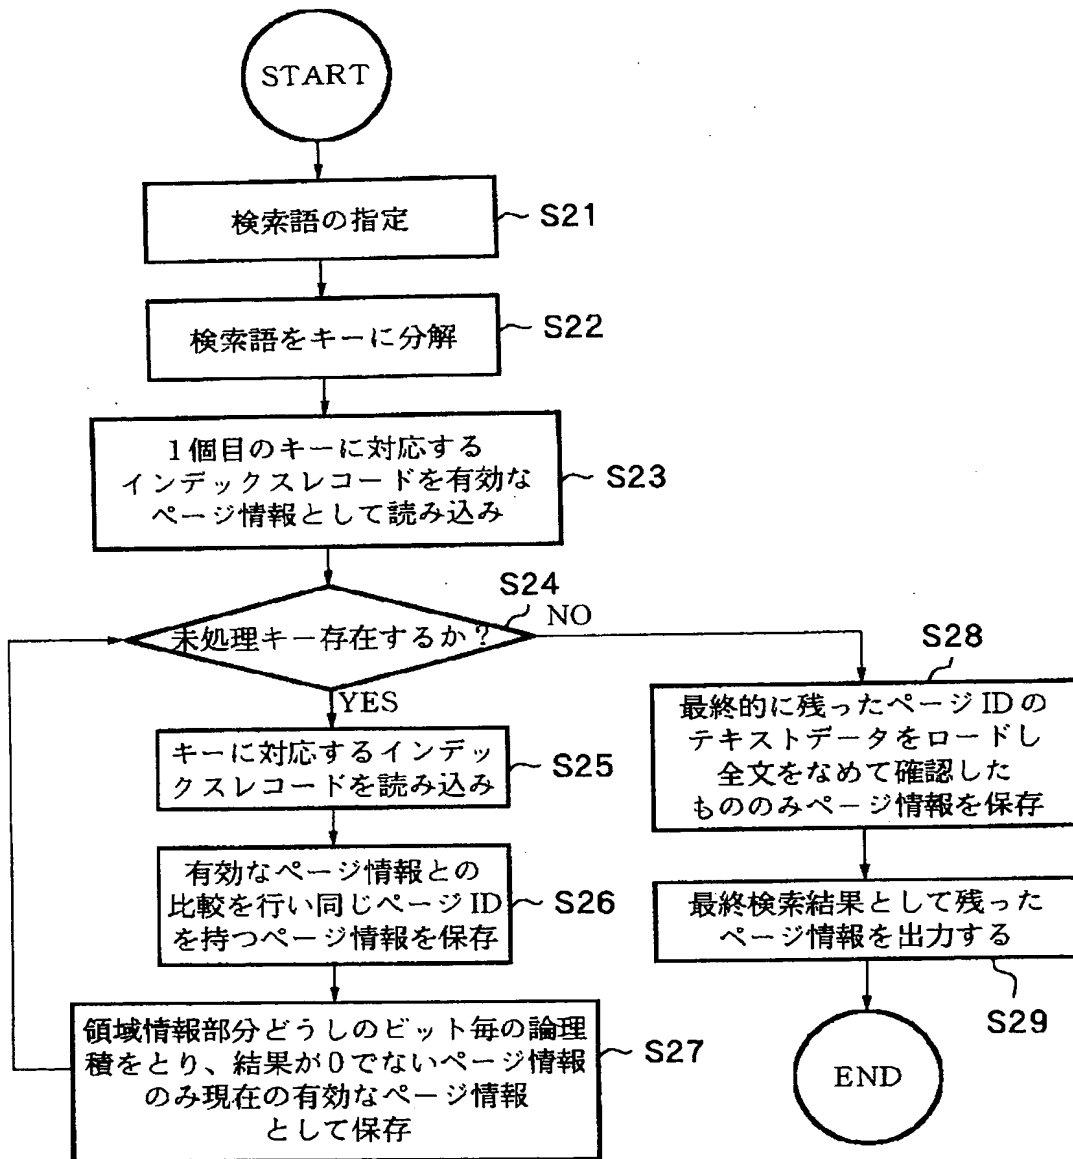 START
検索語の指定
S21
検索語をキーに分解
S22
1個目のキーに対応する
インデックスレコードを有効な
ページ情報として読み込み
S23
S24
未処理キー存在するか？
NO
YES
キーに対応するインデッ
クスレコードを読み込み
S25
有効なページ情報との
比較を行い同じページID
を持つページ情報を保存
S26
領域情報部分どうしのビット毎の論理
積をとり、結果が0でないページ情報
のみ現在の有効なページ情報
として保存
S27
S28
最終的に残ったページIDの
テキストデータをロードし
全文をなめて確認した
もののみページ情報を保存
最終検索結果として残った
ページ情報を出力する
S29
END